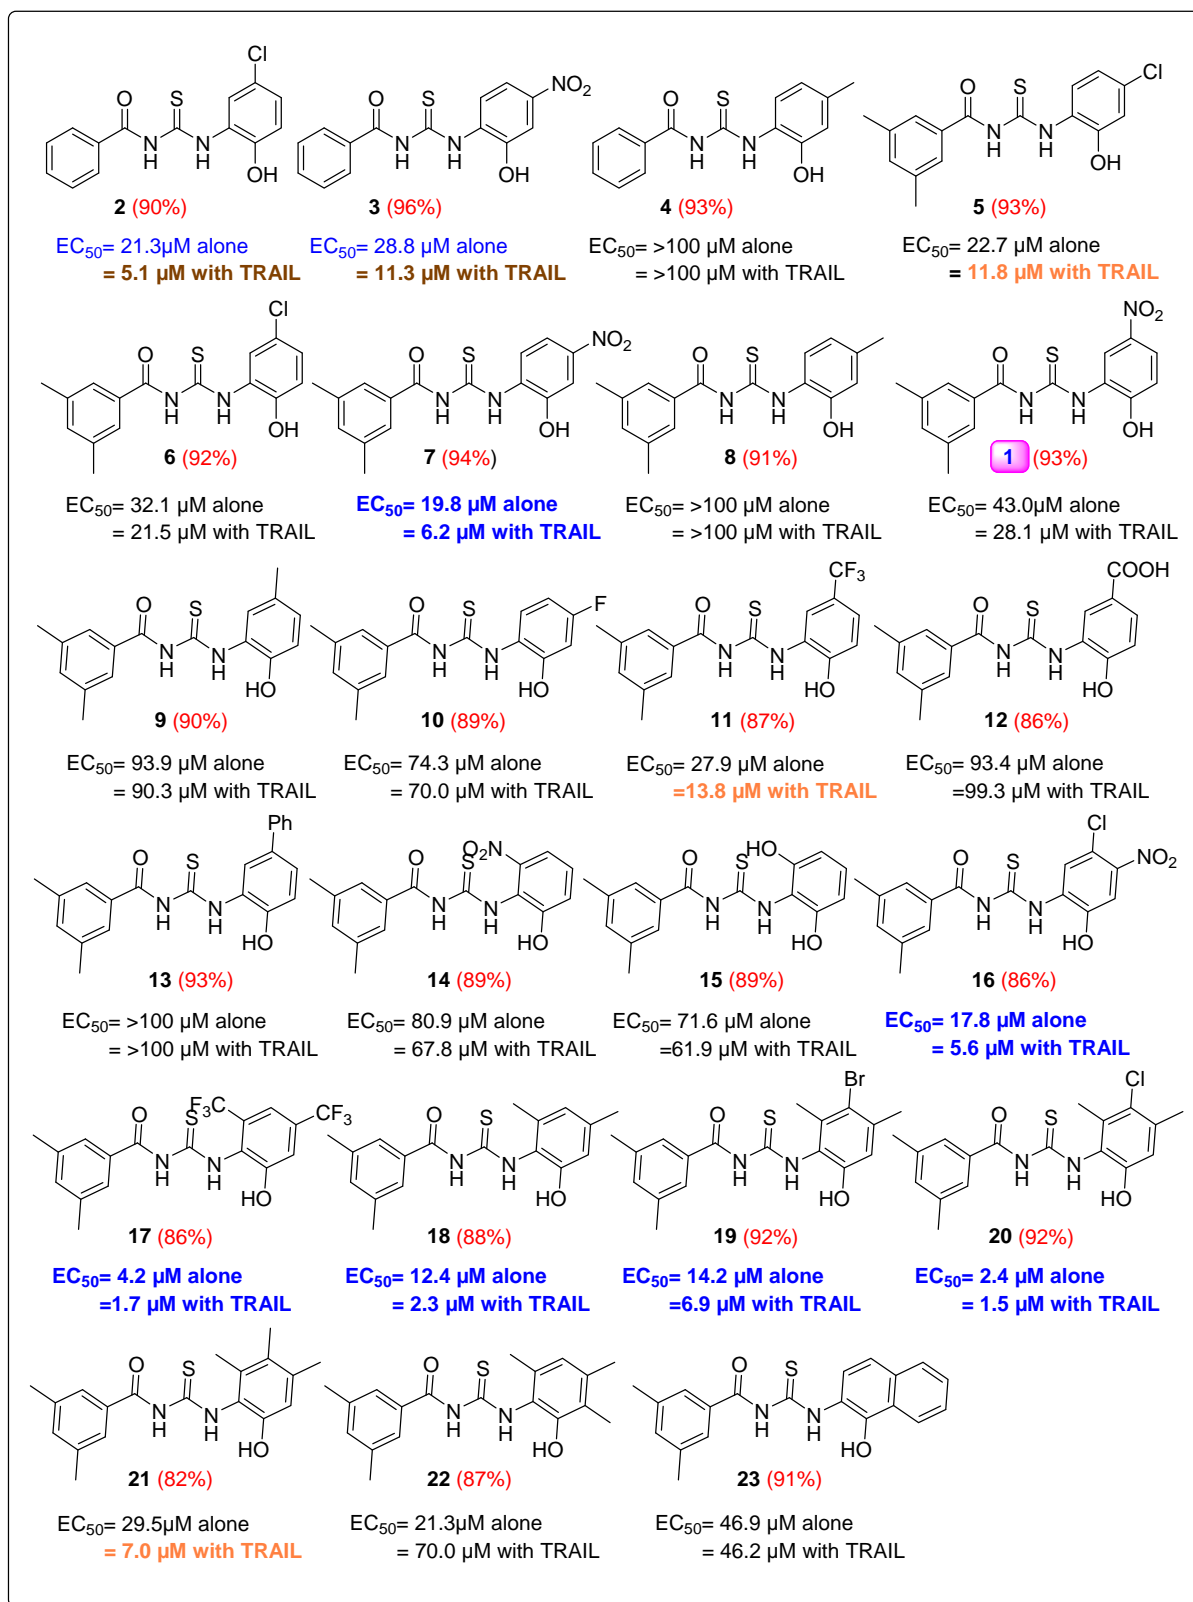 Cl
O S
N H N H
OH
2 (90%)
EC50= 21.3µM alone
= 5.1 µM with TRAIL
NO2
O S
N H N H
OH
3 (96%)
EC50= 28.8 µM alone
= 11.3 µM with TRAIL
O S
N H N H
OH
4 (93%)
EC50= >100 µM alone
= >100 µM with TRAIL
Cl
O S
N H N H
OH
5 (93%)
EC50= 22.7 µM alone
= 11.8 µM with TRAIL
Cl
O S
N H N H
OH
6 (92%)
EC50= 32.1 µM alone
= 21.5 µM with TRAIL
NO2
O S
N H N H
OH
7 (94%)
EC50= 19.8 µM alone
= 6.2 µM with TRAIL
O S
N H N H
OH
8 (91%)
EC50= >100 µM alone
= >100 µM with TRAIL
NO2
O S
N H N H
OH
1 (93%)
EC50= 43.0µM alone
= 28.1 µM with TRAIL
O S
N H N H
HO
9 (90%)
EC50= 93.9 µM alone
= 90.3 µM with TRAIL
F
O S
N H N H
HO
10 (89%)
EC50= 74.3 µM alone
= 70.0 µM with TRAIL
CF3
O S
N H N H
HO
11 (87%)
EC50= 27.9 µM alone
=13.8 µM with TRAIL
COOH
O S
N H N H
HO
12 (86%)
EC50= 93.4 µM alone
=99.3 µM with TRAIL
Ph
O S
N H N H
HO
13 (93%)
EC50= >100 µM alone
= >100 µM with TRAIL
O2N
O S
N H N H
HO
14 (89%)
EC50= 80.9 µM alone
= 67.8 µM with TRAIL
HO
O S
N H N H
HO
15 (89%)
EC50= 71.6 µM alone
=61.9 µM with TRAIL
Cl
NO2
O S
N H N H
HO
16 (86%)
EC50= 17.8 µM alone
= 5.6 µM with TRAIL
F3C CF3
O S
N H N H
HO
17 (86%)
EC50= 4.2 µM alone
=1.7 µM with TRAIL
O S
N H N H
HO
18 (88%)
EC50= 12.4 µM alone
= 2.3 µM with TRAIL
Br
O S
N H N H
HO
19 (92%)
EC50= 14.2 µM alone
=6.9 µM with TRAIL
Cl
O S
N H N H
HO
20 (92%)
EC50= 2.4 µM alone
= 1.5 µM with TRAIL
O S
N H N H
HO
21 (82%)
EC50= 29.5µM alone
= 7.0 µM with TRAIL
O S
N H N H
HO
22 (87%)
EC50= 21.3µM alone
= 70.0 µM with TRAIL
O S
N H N H
HO
23 (91%)
EC50= 46.9 µM alone
= 46.2 µM with TRAIL